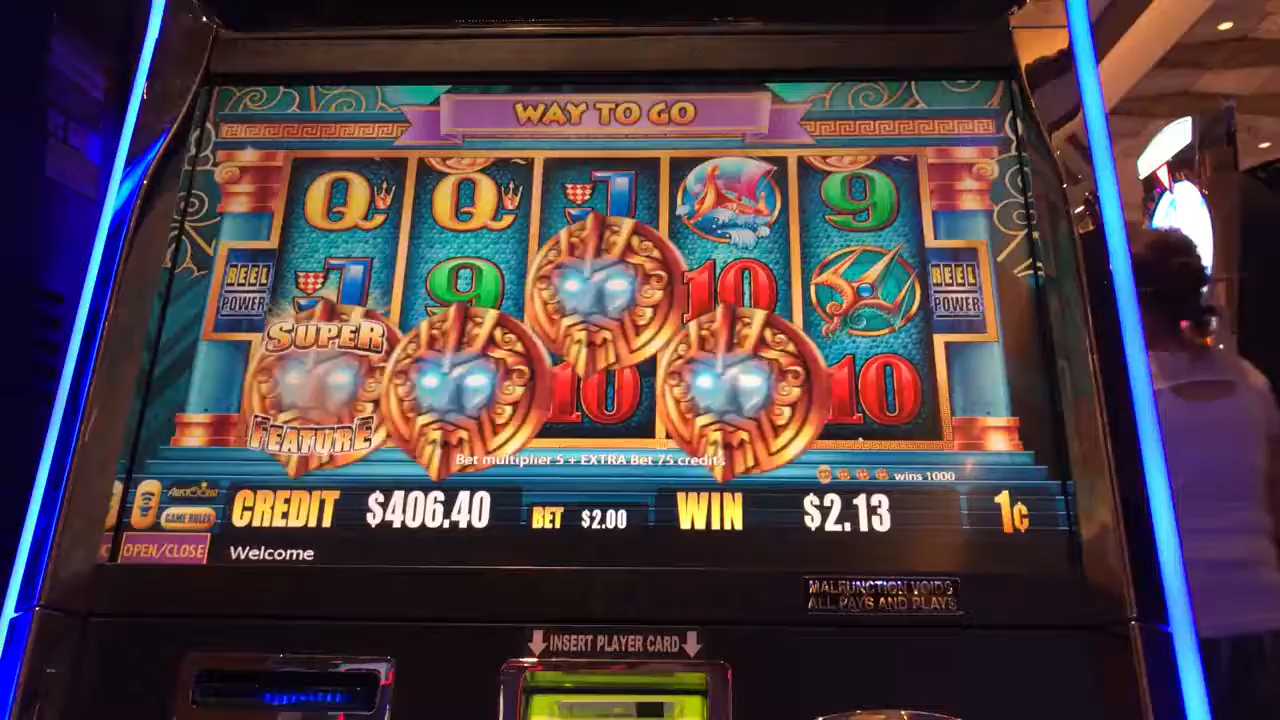 WAY TO GO
Q Q J 9
J 9 10
REEL POWER
REEL POWER
SUPER
FEATURE
10 10
Bet multiplier 5 + EXTRA Bet 75 credits
wins 1000
ARISTOCRAT
GAME RULES
CREDIT $406.40 BET $2.00 WIN $2.13 1¢
OPEN/CLOSE
Welcome
MALFUNCTION VOIDS
ALL PAYS AND PLAYS
INSERT PLAYER CARD